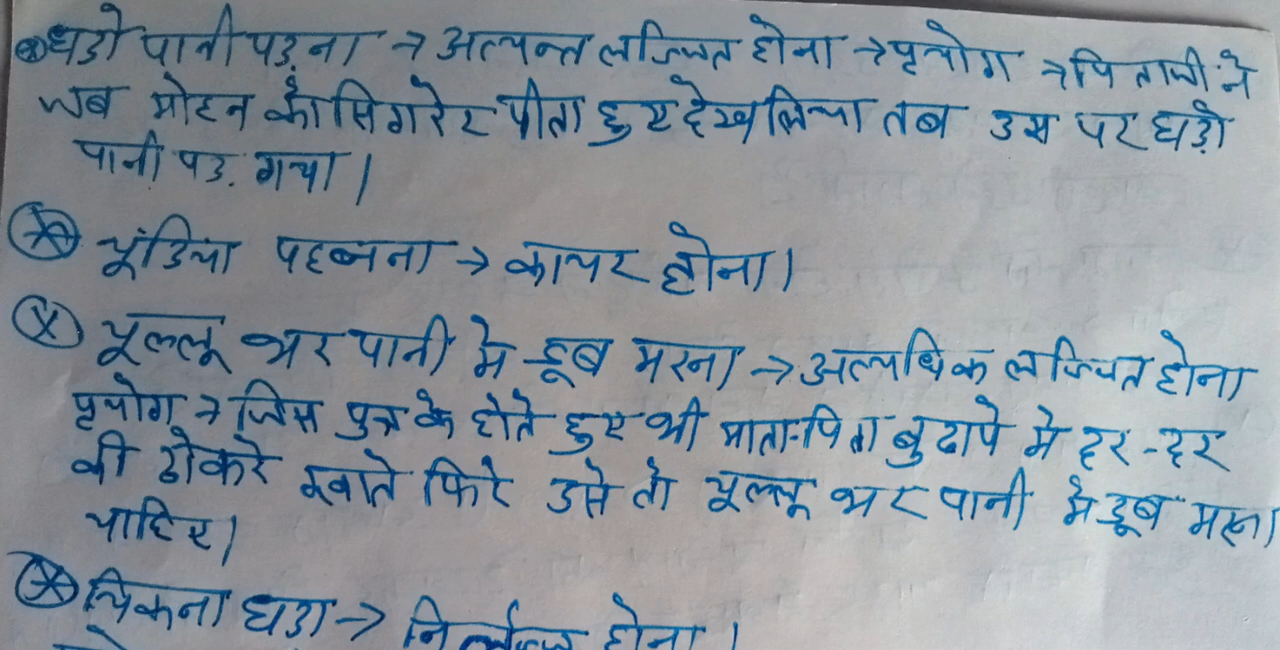 ⊛ घडो पानी पड़ना → अत्यन्त लज्जित होना → प्रयोग → पिताजी ने
जब मोहन को सिगरेट पीता हुए देख लिया तब उस पर घड़ो
पानी पड़ गया।
⊛ चूंडिया पहनना → कायर होना।
⊛ चूल्लू भर पानी मे डूब मरना → अत्यधिक लज्जित होना
प्रयोग → जिस पुत्र के होते हुए भी माता-पिता बुढापे मे दर-दर
की ठोकरे खाते फिरे उसे तो चूल्लू भर पानी मे डूब मरना
चाहिए।
⊛ चिकना घडा → निर्लज्ज होना।